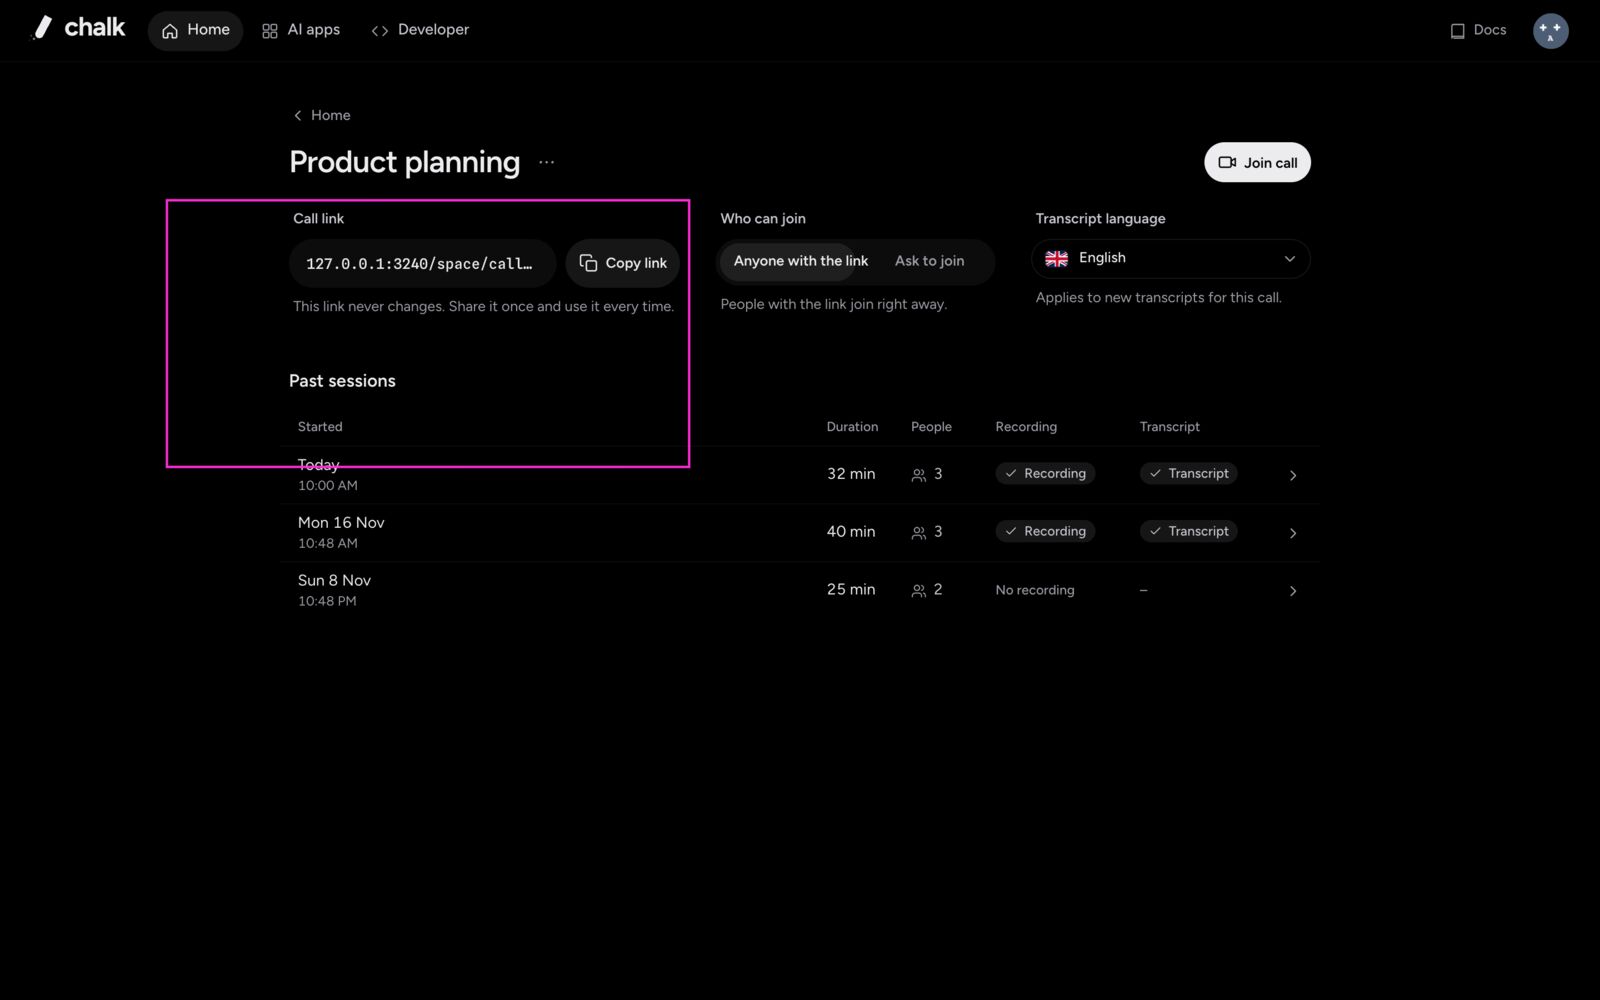 chalk
Home
AI apps
Developer
Docs
Home
Product planning
Join call
Call link
127.0.0.1:3240/space/call…
Copy link
This link never changes. Share it once and use it every time.
Who can join
Anyone with the link
Ask to join
People with the link join right away.
Transcript language
English
Applies to new transcripts for this call.
Past sessions
Started Duration People Recording Transcript
Today
10:00 AM
32 min 3 Recording Transcript
Mon 16 Nov
10:48 AM
40 min 3 Recording Transcript
Sun 8 Nov
10:48 PM
25 min 2 No recording –